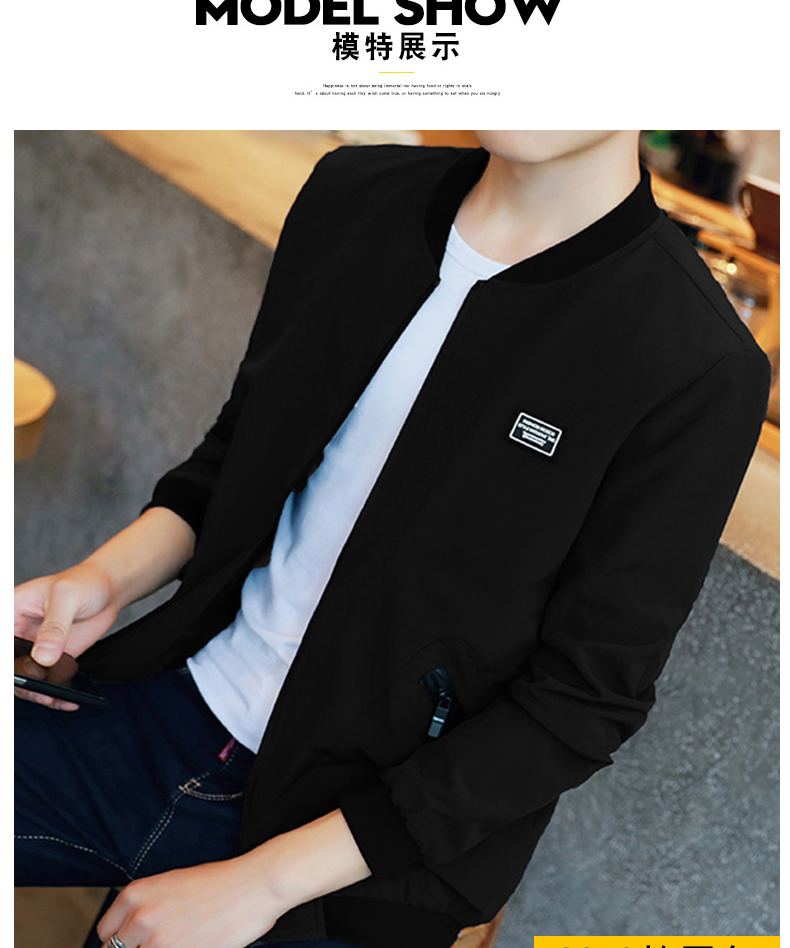 MODEL SHOW
模特展示
Happiness is not about being immortal nor having food or rights in one's
hand. It's about having each tiny wish come true, or having something to eat when you are hungry